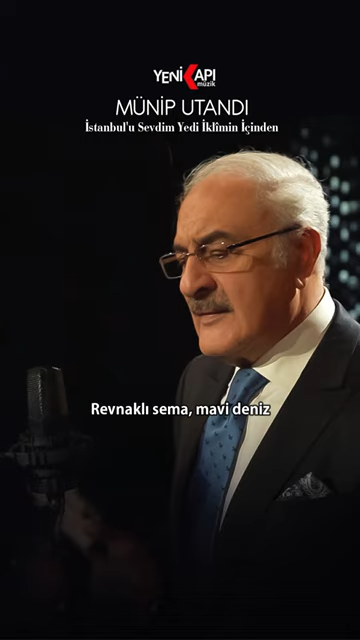 YENİKAPI
müzik
MÜNİP UTANDI
İstanbul'u Sevdim Yedi İklîmin İçinden
Revnaklı sema, mavi deniz